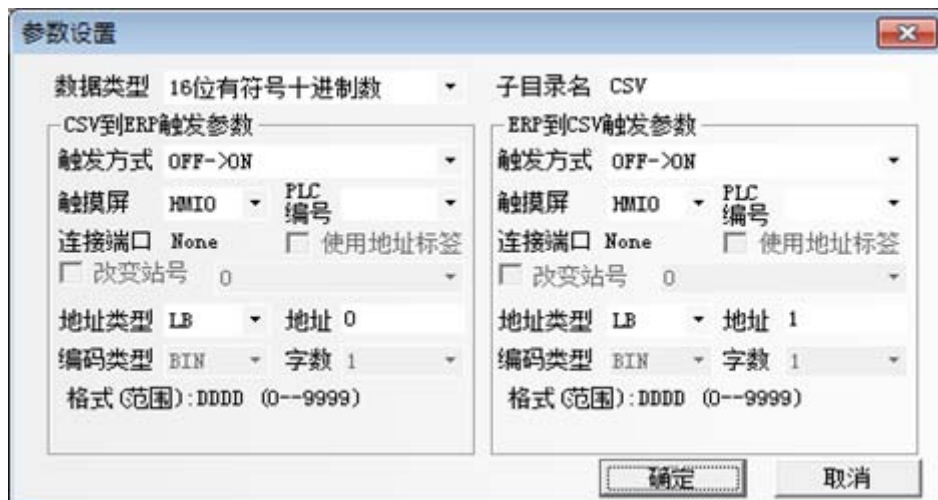 参数设置
数据类型 16位有符号十进制数 子目录名 CSV
CSV到ERP触发参数
触发方式 OFF->ON
触摸屏 HMI0 PLC编号
连接端口 None 使用地址标签
改变站号 0
地址类型 LB 地址 0
编码类型 BIN 字数 1
格式(范围):DDDD (0--9999)
ERP到CSV触发参数
触发方式 OFF->ON
触摸屏 HMI0 PLC编号
连接端口 None 使用地址标签
改变站号 0
地址类型 LB 地址 1
编码类型 BIN 字数 1
格式(范围):DDDD (0--9999)
确定 取消